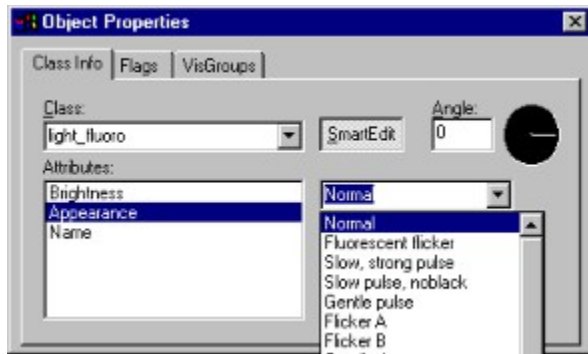 Object Properties
Class Info Flags VisGroups
Class: Angle:
light_fluoro SmartEdit 0
Attributes:
Brightness Normal
Appearance Normal
Name Fluorescent flicker
Slow, strong pulse
Slow pulse, noblack
Gentle pulse
Flicker A
Flicker B